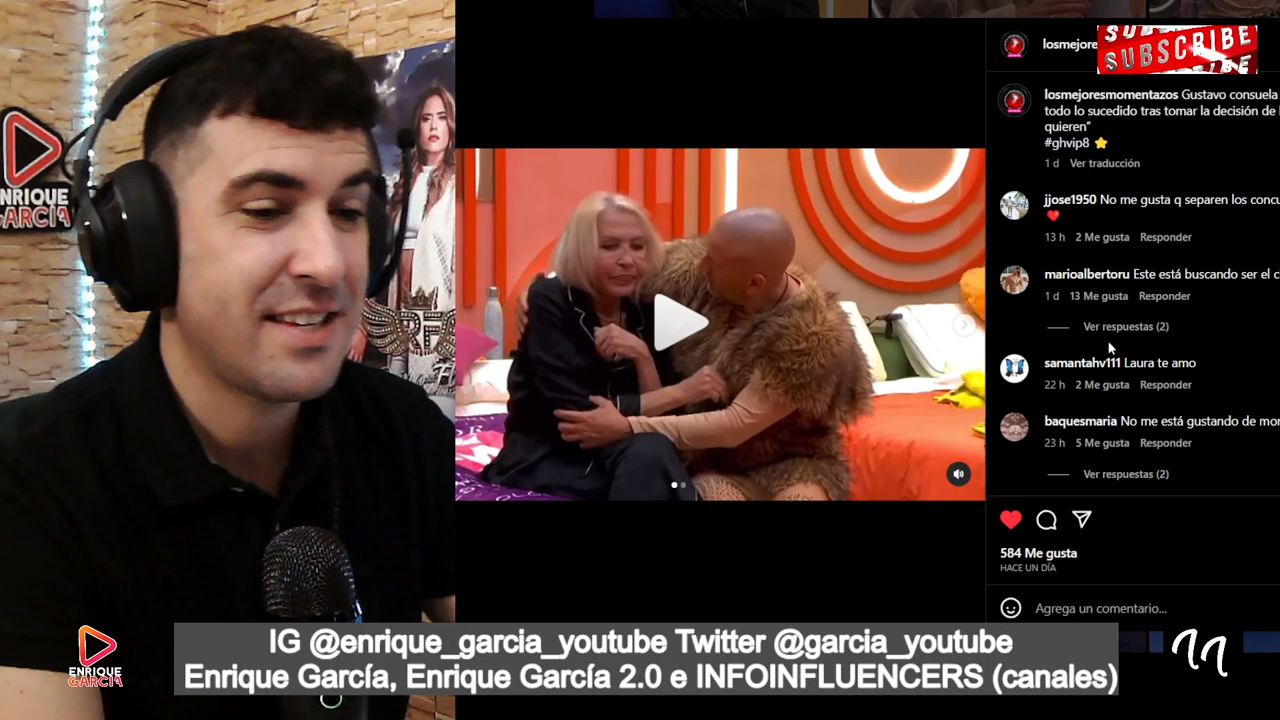 SUBSCRIBE
SUBSCRIBE
losmejore
losmejoresmomentazos Gustavo consuela
todo lo sucedido tras tomar la decisión de
quieren"
#ghvip8
1 d Ver traducción
jjose1950 No me gusta q separen los
13 h 2 Me gusta Responder
marioalbertoru Este está buscando ser el
1 d 13 Me gusta Responder
Ver respuestas (2)
samantahv111 Laura te amo
22 h 2 Me gusta Responder
baquesmaria No me está gustando de
23 h 5 Me gusta Responder
Ver respuestas (2)
584 Me gusta
HACE UN DÍA
Agrega un comentario...
NRIQUE
GARCÍA
IG @enrique_garcia_youtube Twitter @garcia_youtube
Enrique García, Enrique García 2.0 e INFOINFLUENCERS (canales)
ENRIQUE
GARCÍA